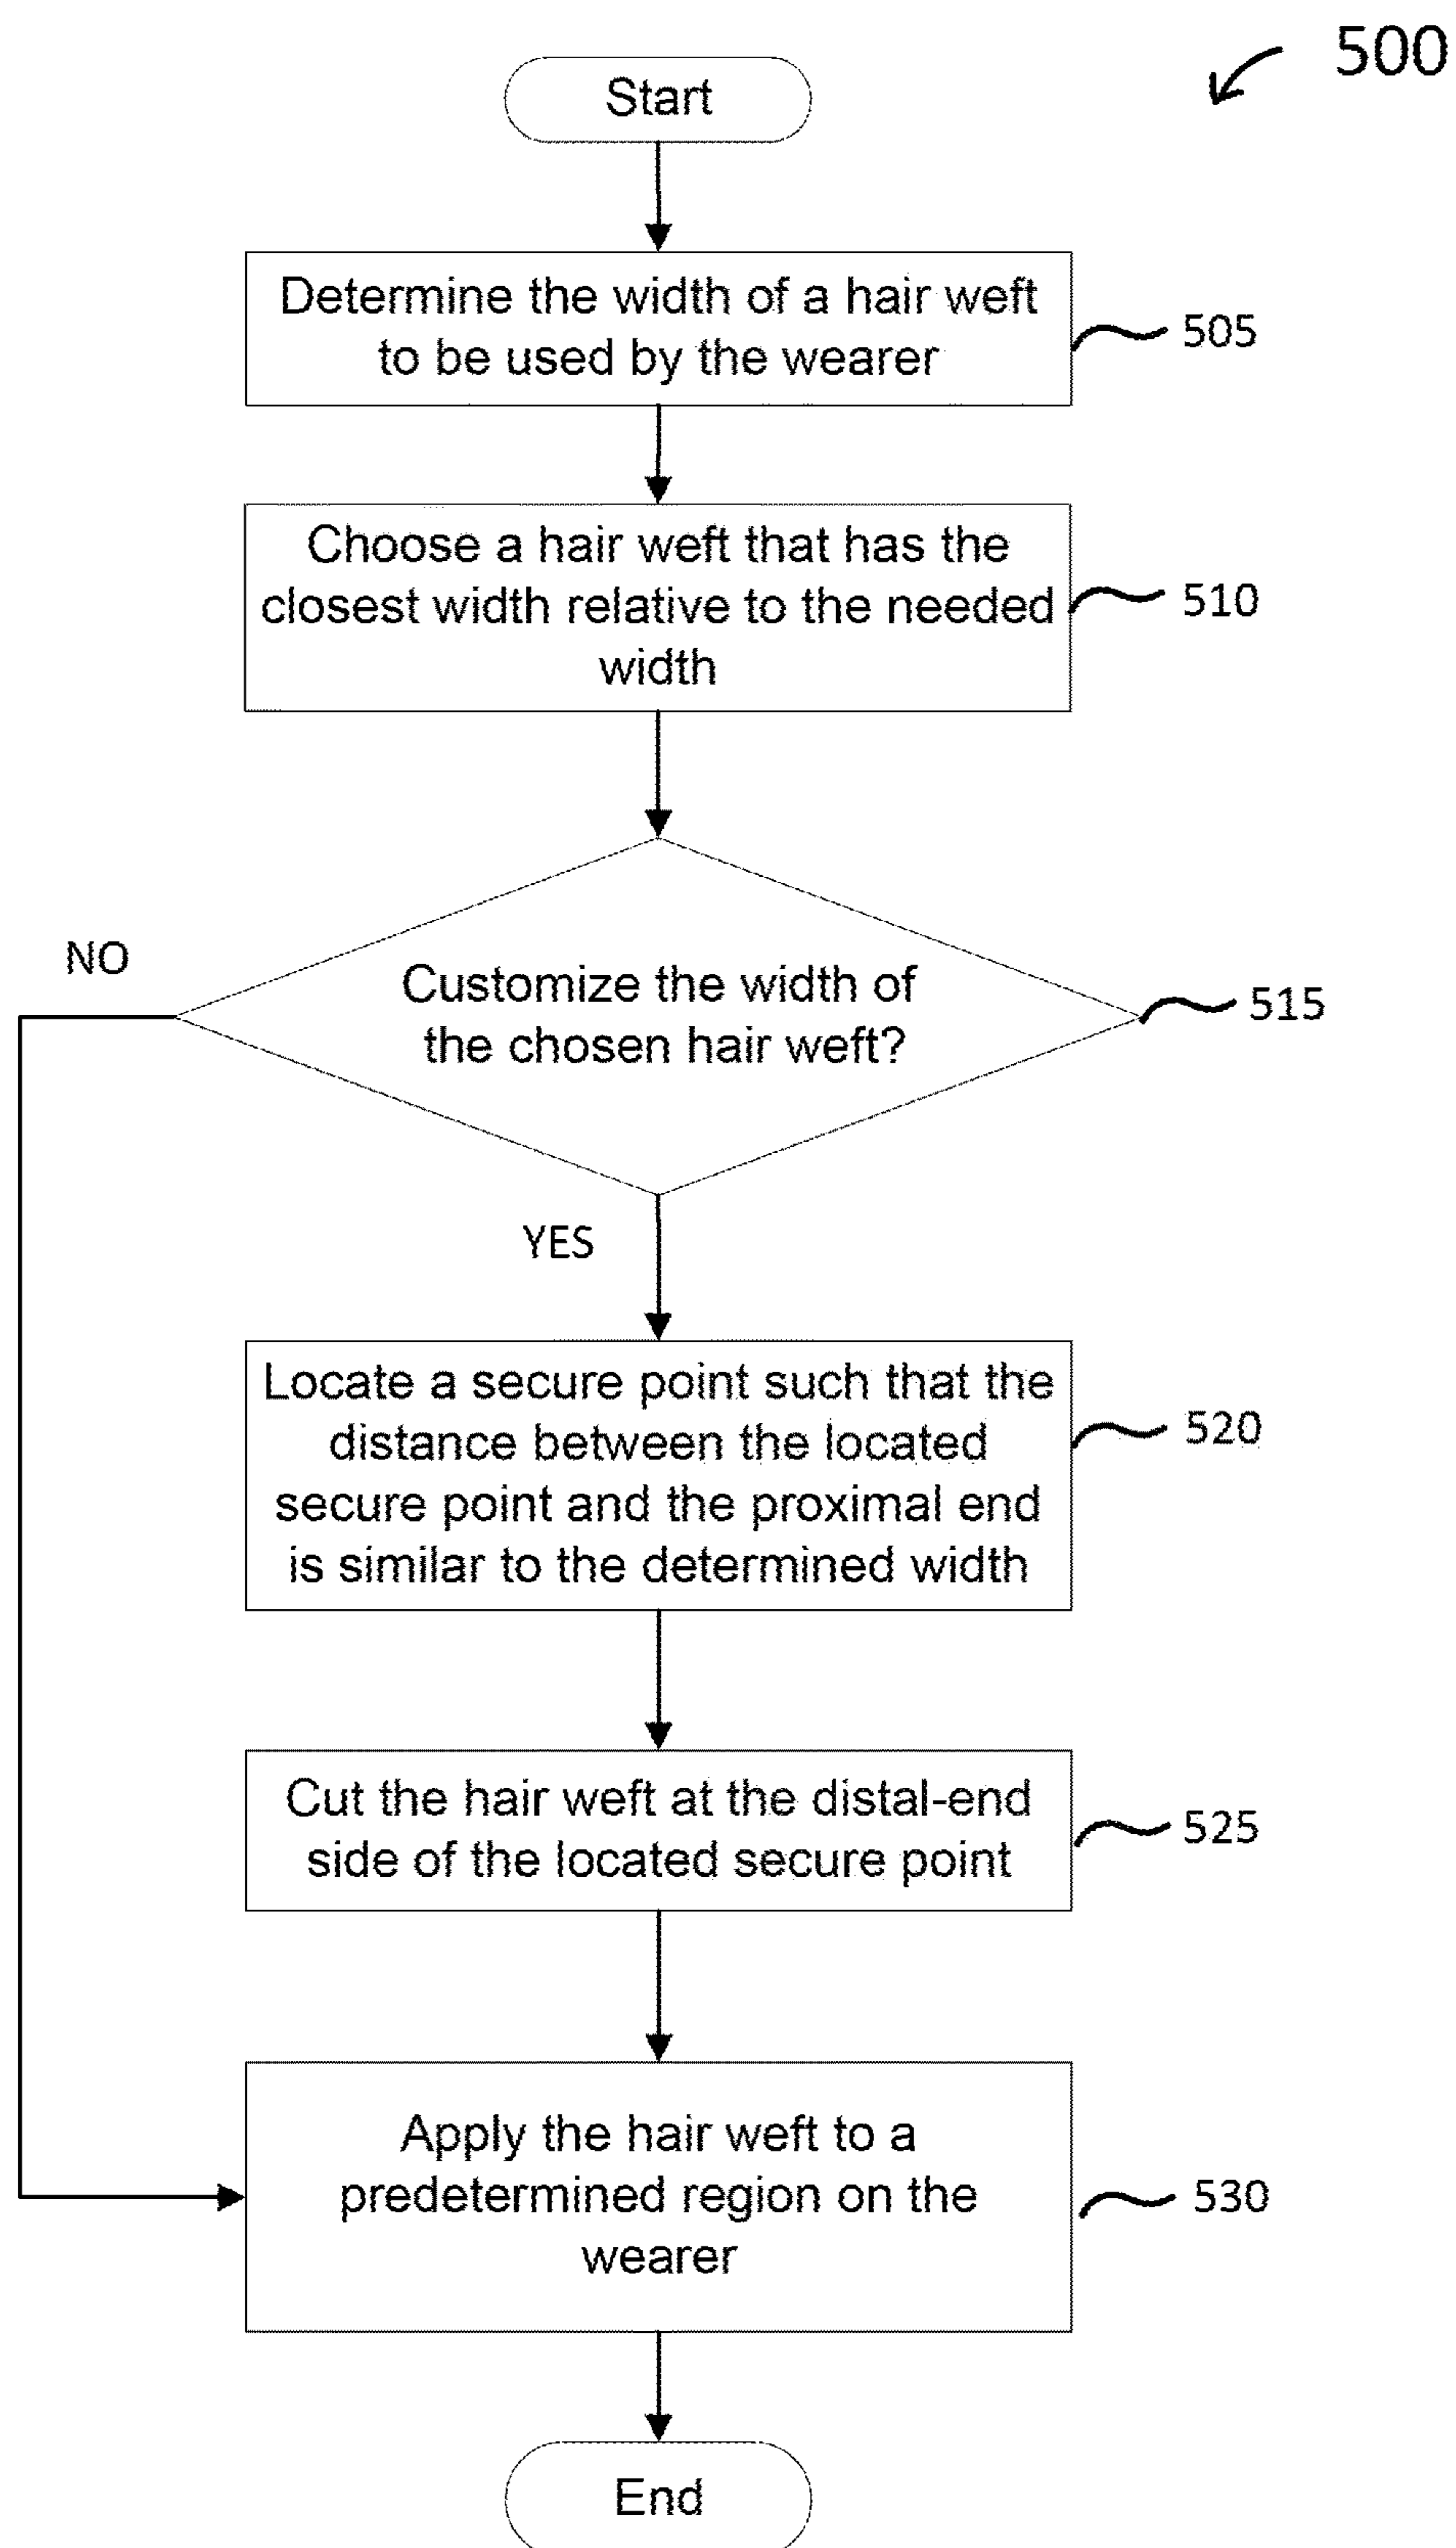 500
Start
Determine the width of a hair weft
to be used by the wearer
505
Choose a hair weft that has the
closest width relative to the needed
width
510
NO
Customize the width of
the chosen hair weft?
515
YES
Locate a secure point such that the
distance between the located
secure point and the proximal end
is similar to the determined width
520
Cut the hair weft at the distal-end
side of the located secure point
525
Apply the hair weft to a
predetermined region on the
wearer
530
End